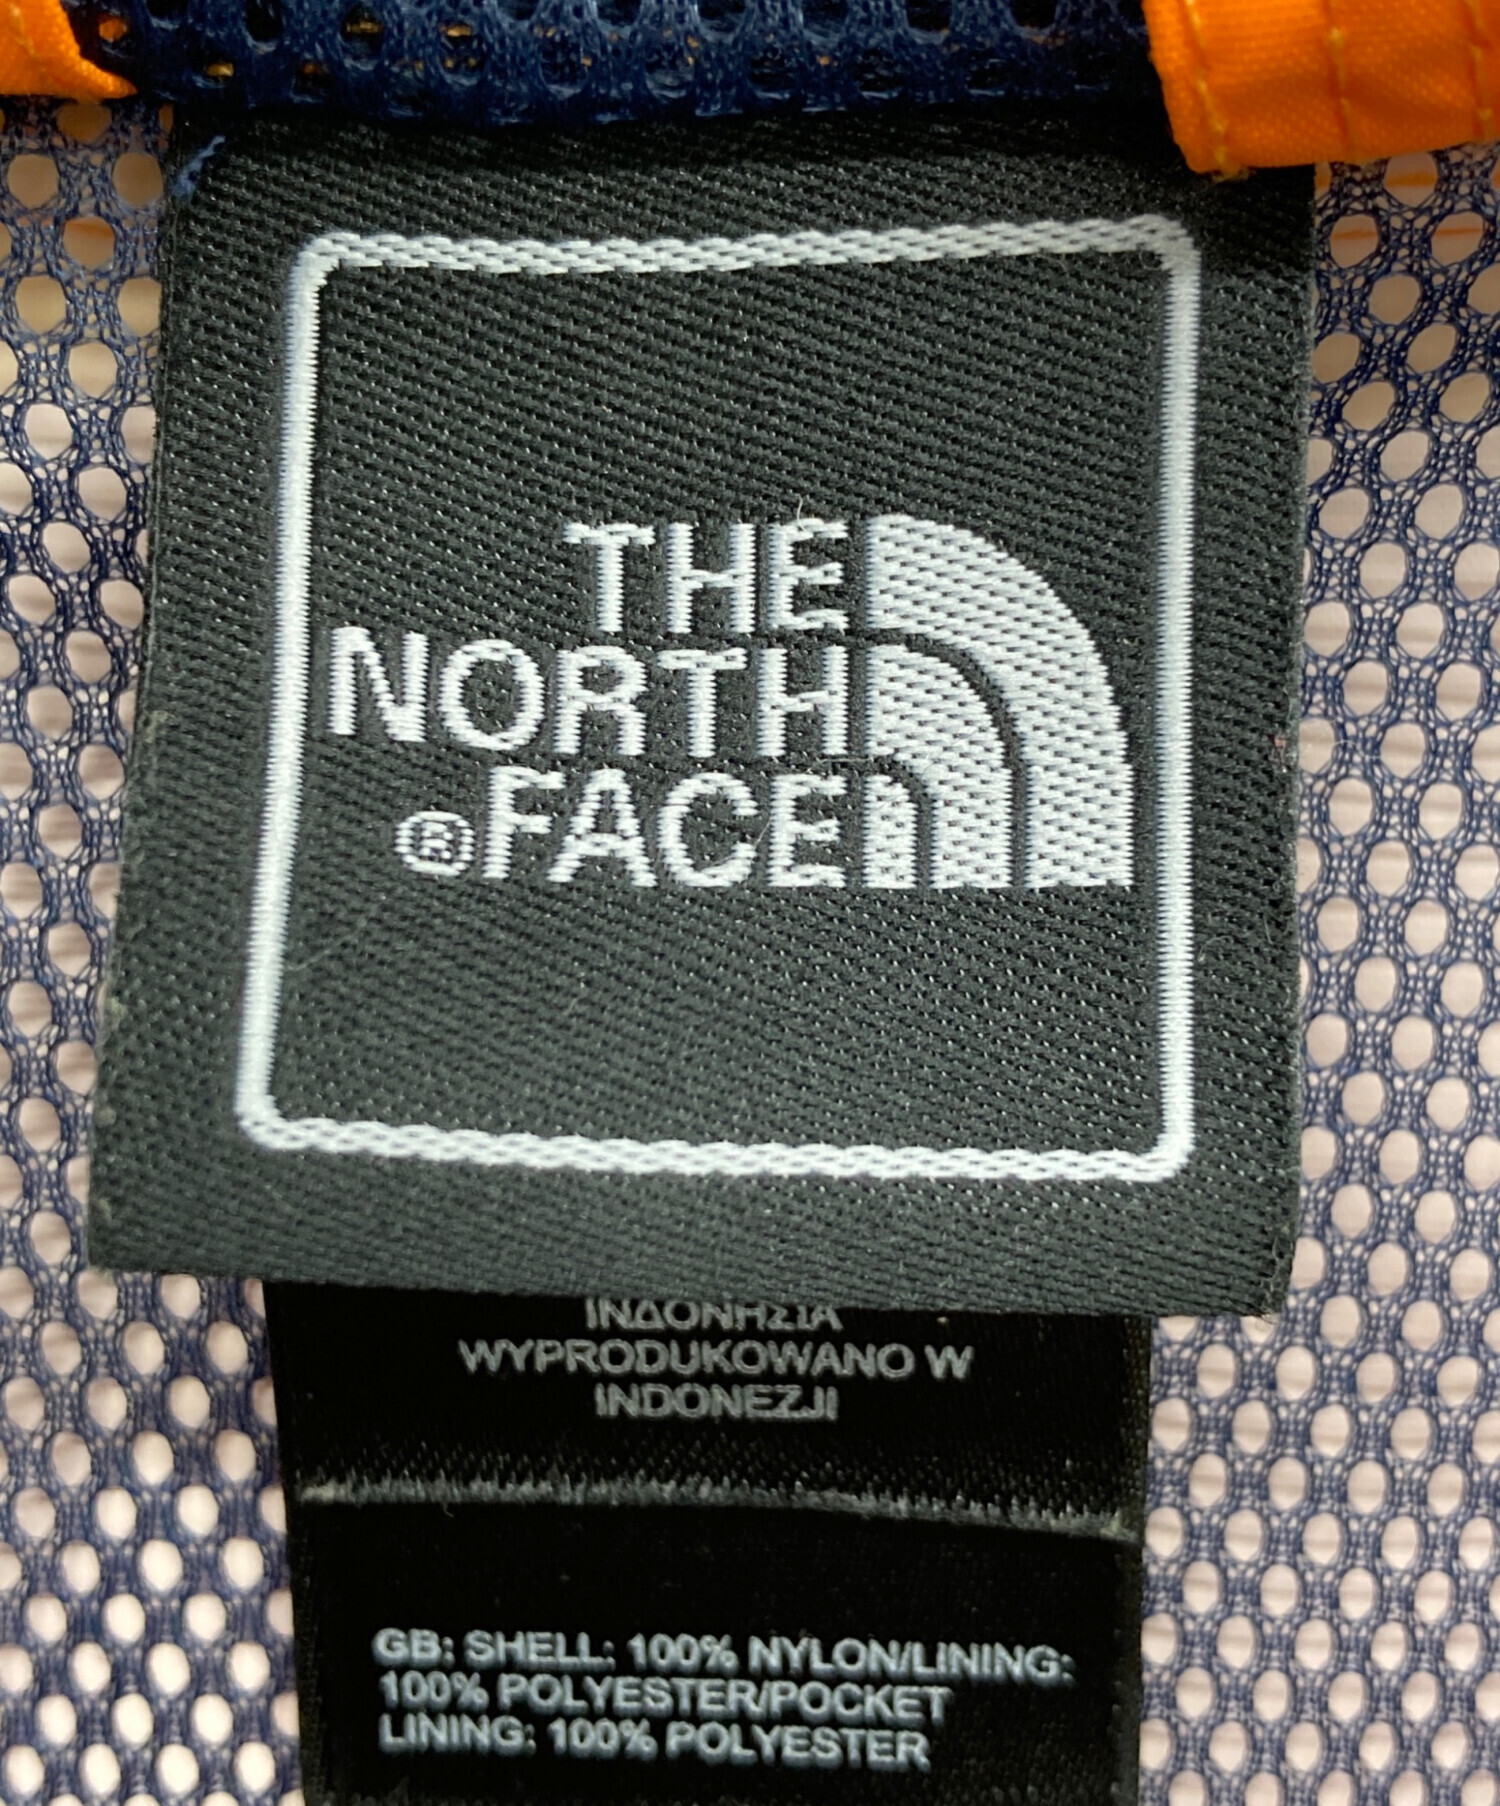 THE
NORTH
®FACE
ΙΝΔΟΝΗΣΙΑ
WYPRODUKOWANO W
INDONEZJI
GB: SHELL: 100% NYLON/LINING:
100% POLYESTER/POCKET
LINING: 100% POLYESTER